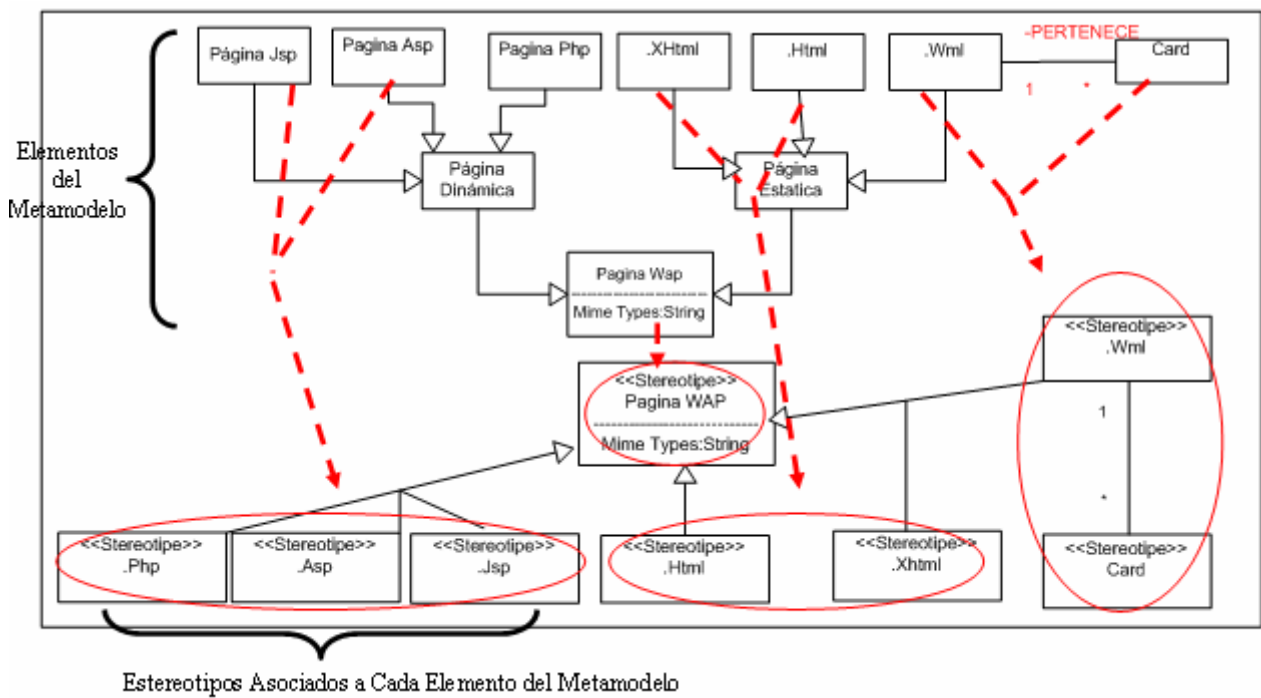 Página Jsp
Pagina Asp
Pagina Php
.XHtml
.Html
.Wml
-PERTENECE
1
*
Card
Elementos
del
Metamodelo
Página
Dinámica
Página
Estatica
Pagina Wap
Mime Types:String
<<Stereotipe>>
Pagina WAP
Mime Types:String
<<Stereotipe>>
.Wml
1
*
<<Stereotipe>>
.Php
<<Stereotipe>>
.Asp
<<Stereotipe>>
.Jsp
<<Stereotipe>>
.Html
<<Stereotipe>>
.Xhtml
<<Stereotipe>>
Card
Estereotipos Asociados a Cada Elemento del Metamodelo